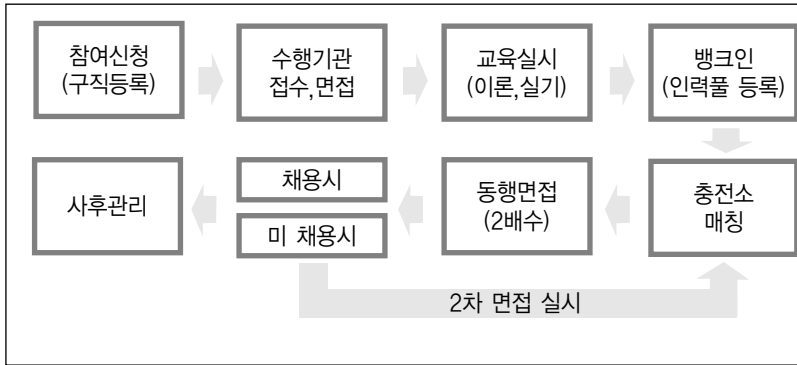 참여신청
(구직등록)
수행기관
접수,면접
교육실시
(이론,실기)
뱅크인
(인력풀 등록)
사후관리
채용시
미 채용시
동행면접
(2배수)
충전소
매칭
2차 면접 실시